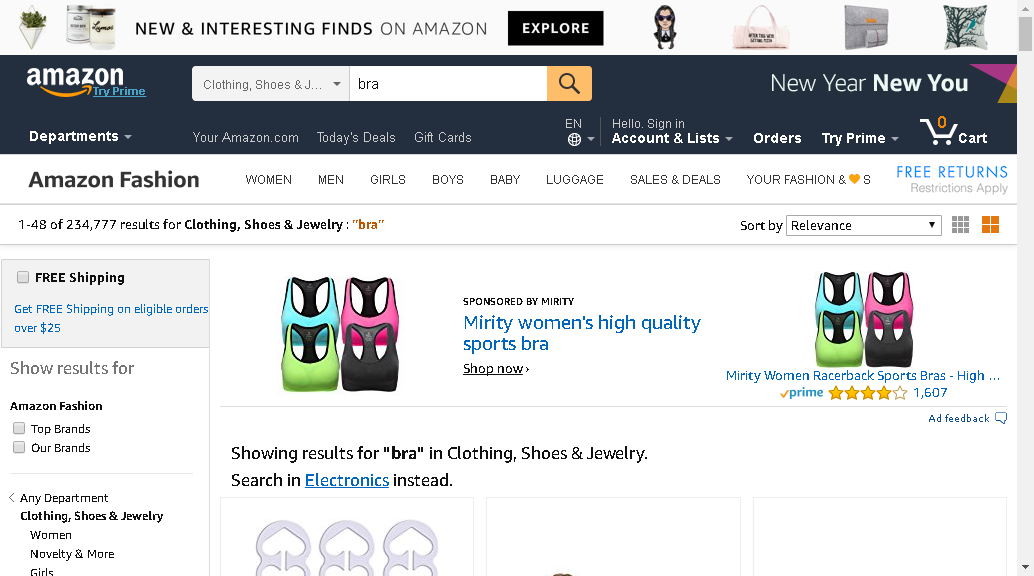 NEW & INTERESTING FINDS ON AMAZON EXPLORE
amazon
Try Prime
Clothing, Shoes & J... bra
New Year New You
Departments Your Amazon.com Today's Deals Gift Cards
EN
Hello. Sign in
Account & Lists Orders Try Prime 0 Cart
Amazon Fashion WOMEN MEN GIRLS BOYS BABY LUGGAGE SALES & DEALS YOUR FASHION & S
FREE RETURNS
Restrictions Apply
1-48 of 234,777 results for Clothing, Shoes & Jewelry : "bra" Sort by Relevance
FREE Shipping
Get FREE Shipping on eligible orders
over $25
Show results for
Amazon Fashion
Top Brands
Our Brands
Any Department
Clothing, Shoes & Jewelry
Women
Novelty & More
Girls
SPONSORED BY MIRITY
Mirity women's high quality
sports bra
Shop now ›
Mirity Women Racerback Sports Bras - High ...
prime 1,607
Ad feedback
Showing results for "bra" in Clothing, Shoes & Jewelry.
Search in Electronics instead.